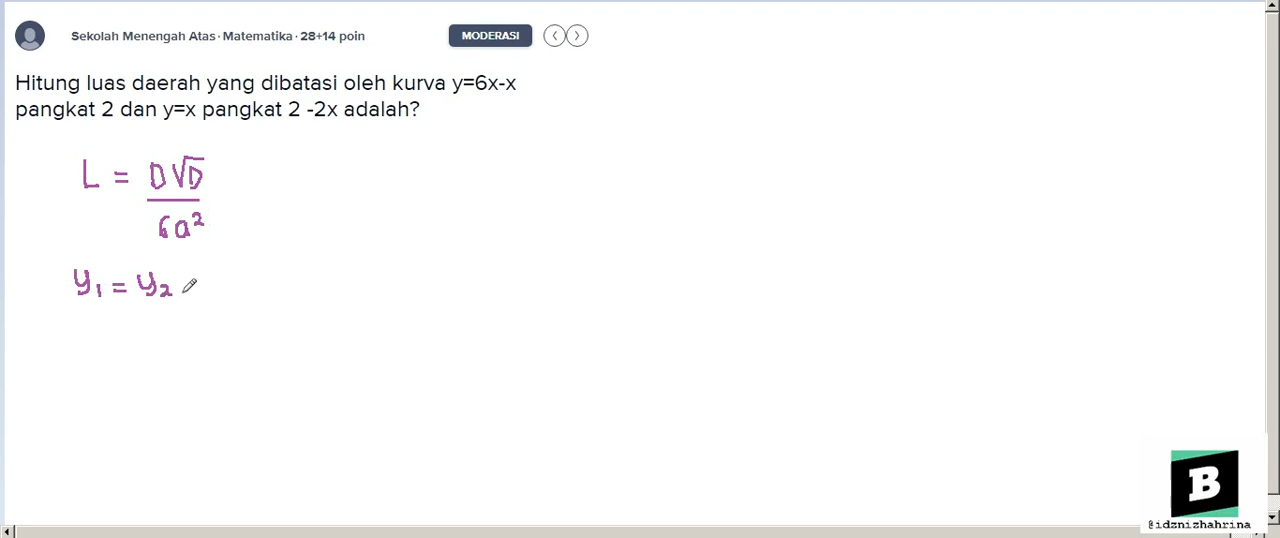 Sekolah Menengah Atas · Matematika · 28+14 poin
MODERASI
Hitung luas daerah yang dibatasi oleh kurva y=6x-x
pangkat 2 dan y=x pangkat 2 -2x adalah?
L = D√D
6a²
y₁ = y₂
B
@idznizhahrina